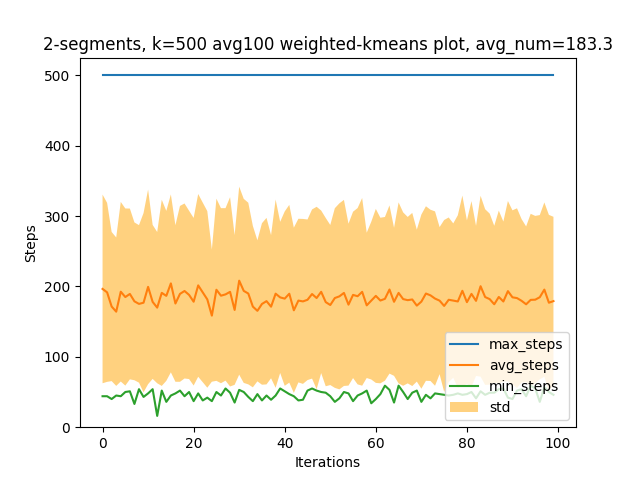 2-segments, k=500 avg100 weighted-kmeans plot, avg_num=183.3
500
400
300
200
100
0
Steps
max_steps
avg_steps
min_steps
std
0 20 40 60 80 100
Iterations